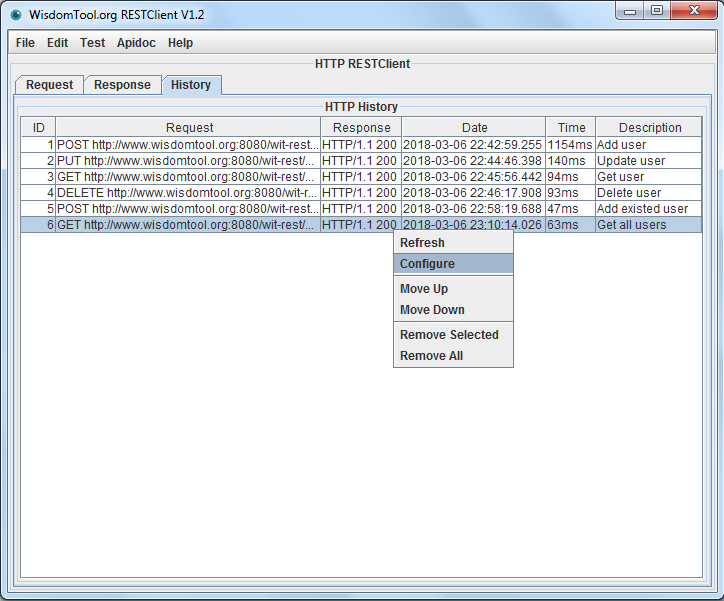 WisdomTool.org RESTClient V1.2
File Edit Test Apidoc Help
HTTP RESTClient
Request Response History
HTTP History
ID Request Response Date Time Description
1 POST http://www.wisdomtool.org:8080/wit-rest... HTTP/1.1 200 2018-03-06 22:42:59.255 1154ms Add user
2 PUT http://www.wisdomtool.org:8080/wit-rest/... HTTP/1.1 200 2018-03-06 22:44:46.398 140ms Update user
3 GET http://www.wisdomtool.org:8080/wit-rest/... HTTP/1.1 200 2018-03-06 22:45:56.442 94ms Get user
4 DELETE http://www.wisdomtool.org:8080/wit-r... HTTP/1.1 200 2018-03-06 22:46:17.908 93ms Delete user
5 POST http://www.wisdomtool.org:8080/wit-rest... HTTP/1.1 200 2018-03-06 22:58:19.688 47ms Add existed user
6 GET http://www.wisdomtool.org:8080/wit-rest/... HTTP/1.1 200 2018-03-06 23:10:14.026 63ms Get all users
Refresh
Configure
Move Up
Move Down
Remove Selected
Remove All